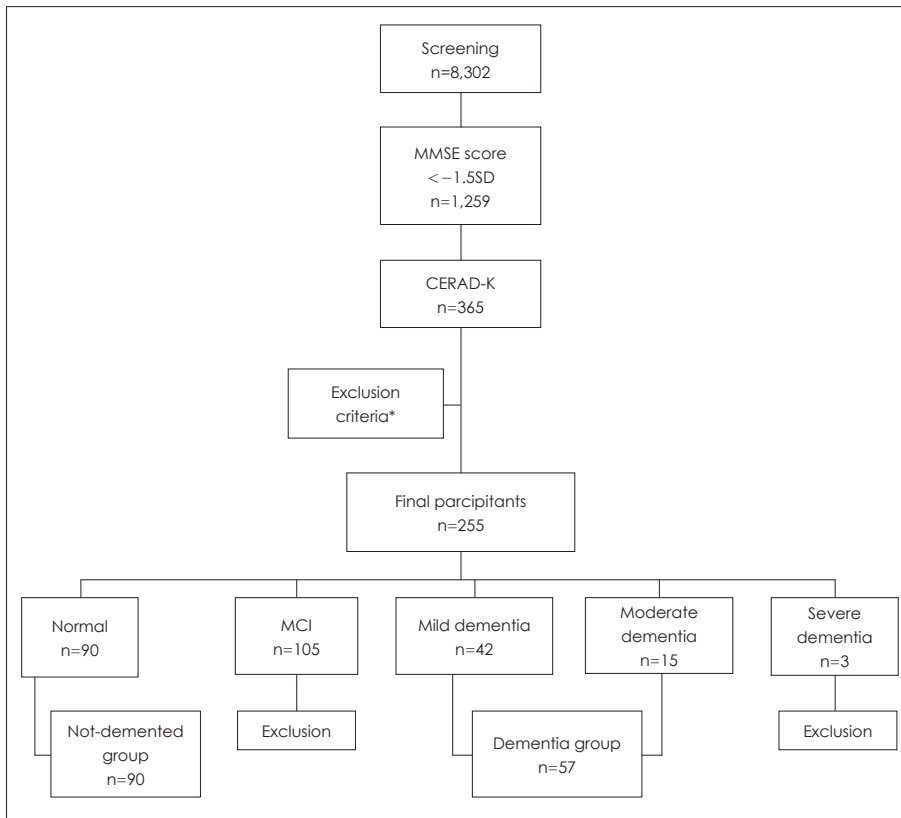 Screening
n=8,302
MMSE score
<−1.5SD
n=1,259
CERAD-K
n=365
Exclusion
criteria*
Final parcipitants
n=255
Normal
n=90
MCI
n=105
Mild dementia
n=42
Moderate
dementia
n=15
Severe
dementia
n=3
Not-demented
group
n=90
Exclusion
Dementia group
n=57
Exclusion